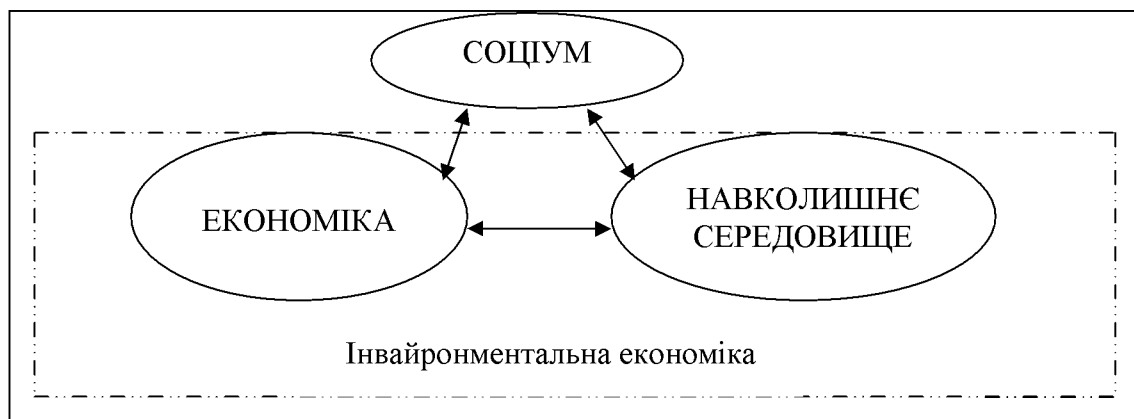 СОЦІУМ
ЕКОНОМІКА
НАВКОЛИШНЄ
СЕРЕДОВИЩЕ
Інвайронментальна економіка